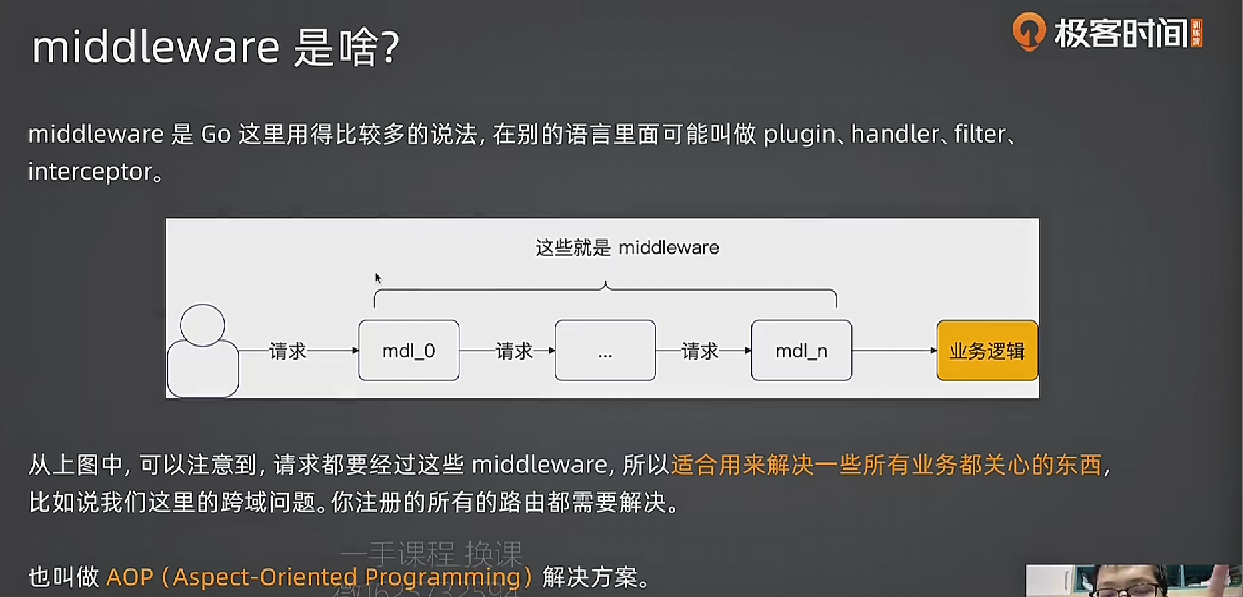 middleware 是啥?
极客时间
middleware 是 Go 这里用得比较多的说法, 在别的语言里面可能叫做 plugin、handler、filter、
interceptor。
这些就是 middleware
请求 mdl_0 请求 ... 请求 mdl_n 业务逻辑
从上图中, 可以注意到, 请求都要经过这些 middleware, 所以适合用来解决一些所有业务都关心的东西,
比如说我们这里的跨域问题。你注册的所有的路由都需要解决。
一手课程 换课
也叫做 AOP (Aspect-Oriented Programming) 解决方案。